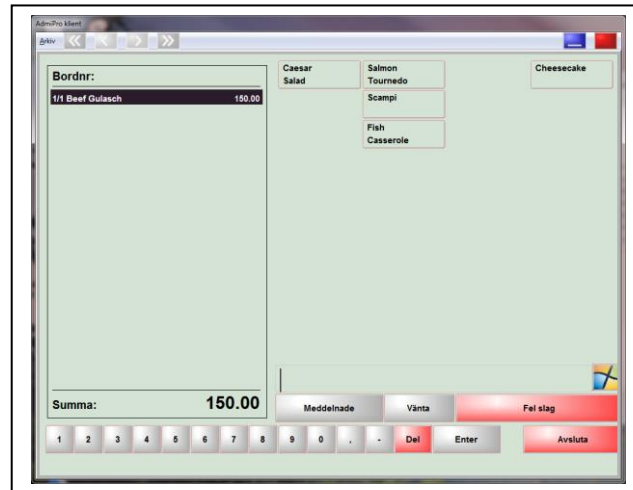 AdmiPro klient
Arkiv
Bordnr:
1/1 Beef Gulasch 150.00
Summa: 150.00
Caesar
Salad
Salmon
Tournedo
Cheesecake
Scampi
Fish
Casserole
Meddelnade Vänta Fel slag
1 2 3 4 5 6 7 8 9 0 , - Del Enter Avsluta